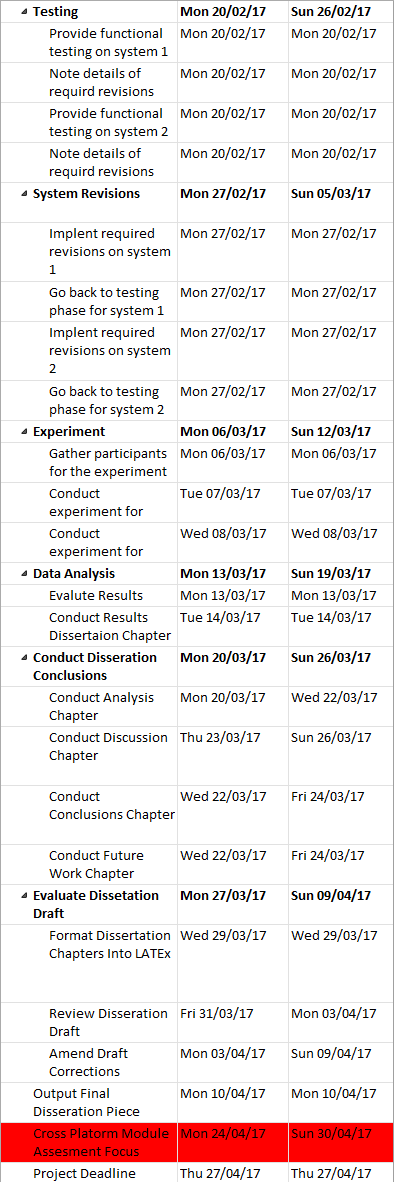 Testing Mon 20/02/17 Sun 26/02/17
Provide functional Mon 20/02/17 Mon 20/02/17
testing on system 1
Note details of Mon 20/02/17 Mon 20/02/17
requird revisions
Provide functional Mon 20/02/17 Mon 20/02/17
testing on system 2
Note details of Mon 20/02/17 Mon 20/02/17
requird revisions
System Revisions Mon 27/02/17 Sun 05/03/17
Implent required Mon 27/02/17 Mon 27/02/17
revisions on system
1
Go back to testing Mon 27/02/17 Mon 27/02/17
phase for system 1
Implent required Mon 27/02/17 Mon 27/02/17
revisions on system
2
Go back to testing Mon 27/02/17 Mon 27/02/17
phase for system 2
Experiment Mon 06/03/17 Sun 12/03/17
Gather participants Mon 06/03/17 Mon 06/03/17
for the experiment
Conduct Tue 07/03/17 Tue 07/03/17
experiment for
Conduct Wed 08/03/17 Wed 08/03/17
experiment for
Data Analysis Mon 13/03/17 Sun 19/03/17
Evalute Results Mon 13/03/17 Mon 13/03/17
Conduct Results Tue 14/03/17 Tue 14/03/17
Dissertaion Chapter
Conduct Disseration Mon 20/03/17 Sun 26/03/17
Conclusions
Conduct Analysis Mon 20/03/17 Wed 22/03/17
Chapter
Conduct Discussion Thu 23/03/17 Sun 26/03/17
Chapter
Conduct Wed 22/03/17 Fri 24/03/17
Conclusions Chapter
Conduct Future Wed 22/03/17 Fri 24/03/17
Work Chapter
Evaluate Dissetation Mon 27/03/17 Sun 09/04/17
Draft
Format Dissertation Wed 29/03/17 Wed 29/03/17
Chapters Into LATEx
Review Disseration Fri 31/03/17 Mon 03/04/17
Draft
Amend Draft Mon 03/04/17 Sun 09/04/17
Corrections
Output Final Mon 10/04/17 Mon 10/04/17
Disseration Piece
Cross Platorm Module Mon 24/04/17 Sun 30/04/17
Assesment Focus
Project Deadline Thu 27/04/17 Thu 27/04/17